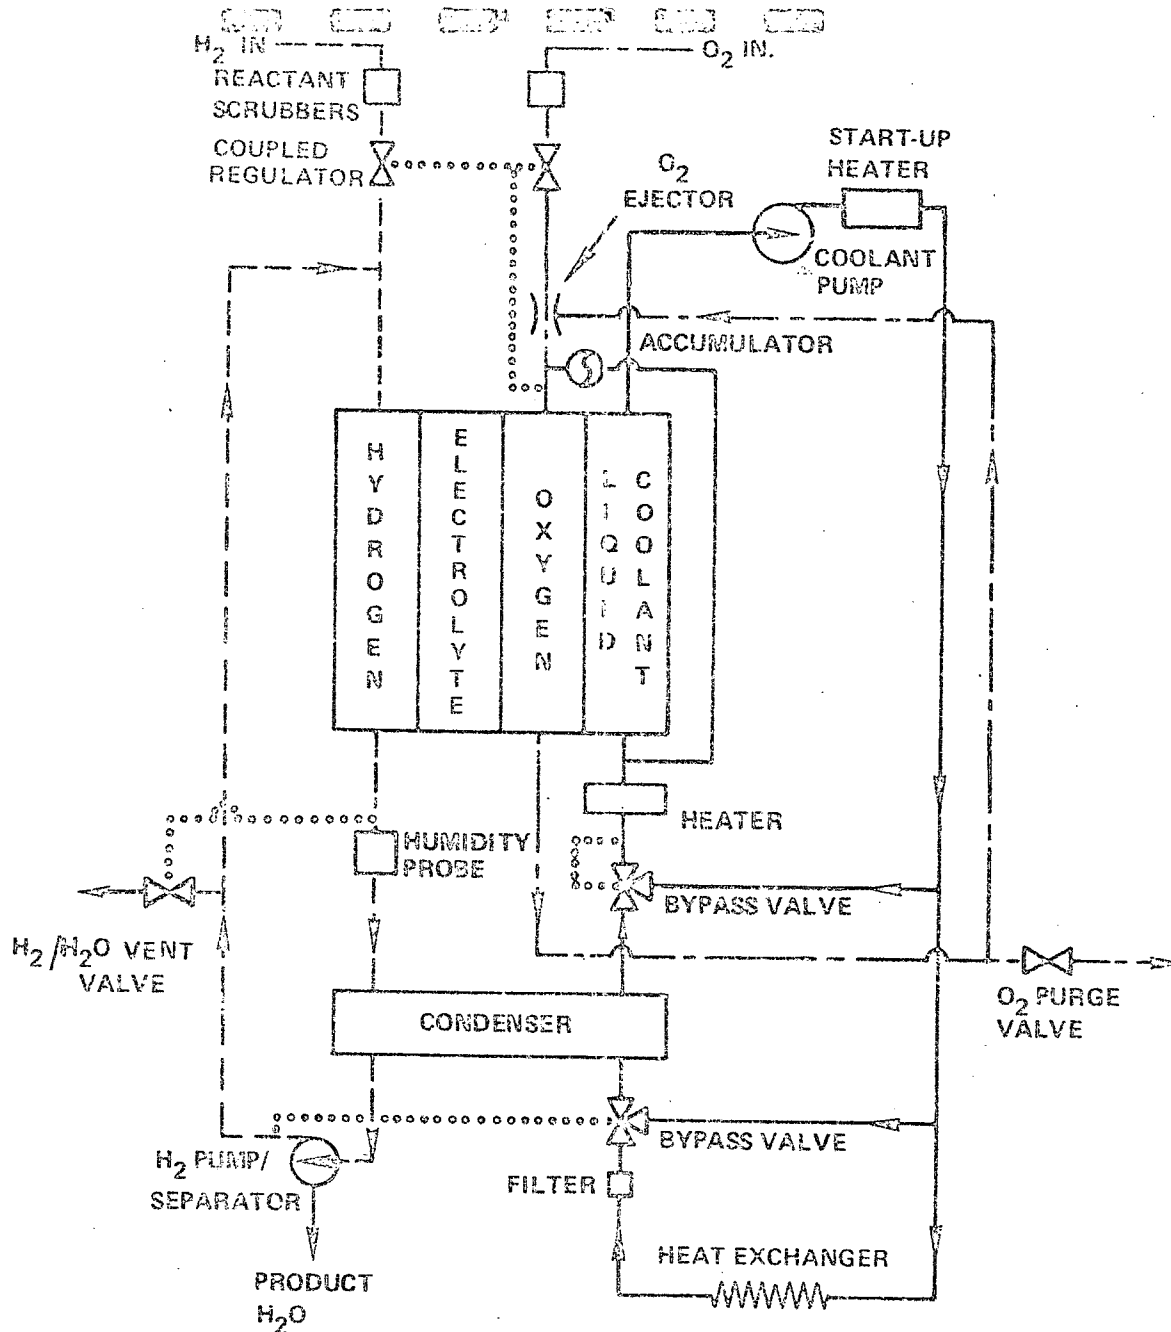 H2 IN
O2 IN.
REACTANT
SCRUBBERS
COUPLED
REGULATOR
O2
EJECTOR
START-UP
HEATER
COOLANT
PUMP
ACCUMULATOR
HYDROGEN
ELECTROLYTE
OXYGEN
LIQUID
COOLANT
HEATER
HUMIDITY
PROBE
BYPASS VALVE
H2/H2O VENT
VALVE
O2 PURGE
VALVE
CONDENSER
BYPASS VALVE
H2 PUMP/
SEPARATOR
FILTER
HEAT EXCHANGER
PRODUCT
H2O